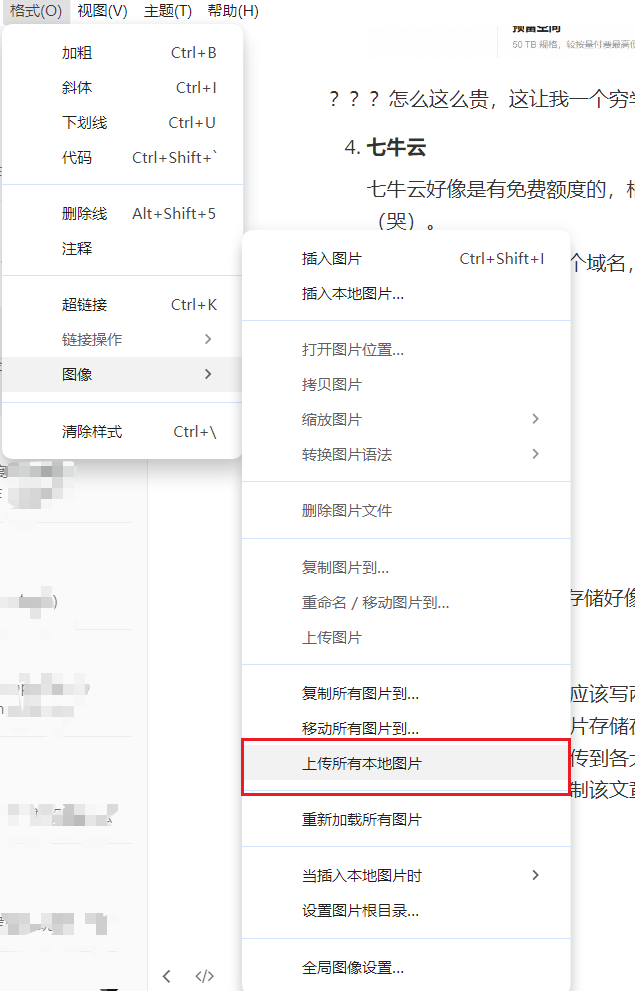 格式(O) 视图(V) 主题(T) 帮助(H)
加粗 Ctrl+B
斜体 Ctrl+I
下划线 Ctrl+U
代码 Ctrl+Shift+`
删除线 Alt+Shift+5
注释
超链接 Ctrl+K
链接操作
图像
清除样式 Ctrl+\
预留空间
50 TB 规格，较按量付费最高
？？？怎么这么贵，这让我一个穷
4. 七牛云
七牛云好像是有免费额度的，
（哭）。
个域名，
插入图片 Ctrl+Shift+I
插入本地图片...
打开图片位置...
拷贝图片
缩放图片
转换图片语法
删除图片文件
复制图片到...
重命名 / 移动图片到...
上传图片
复制所有图片到...
移动所有图片到...
上传所有本地图片
重新加载所有图片
当插入本地图片时
设置图片根目录...
全局图像设置...
存储好像
应该写
片存储
传到各
制该文章